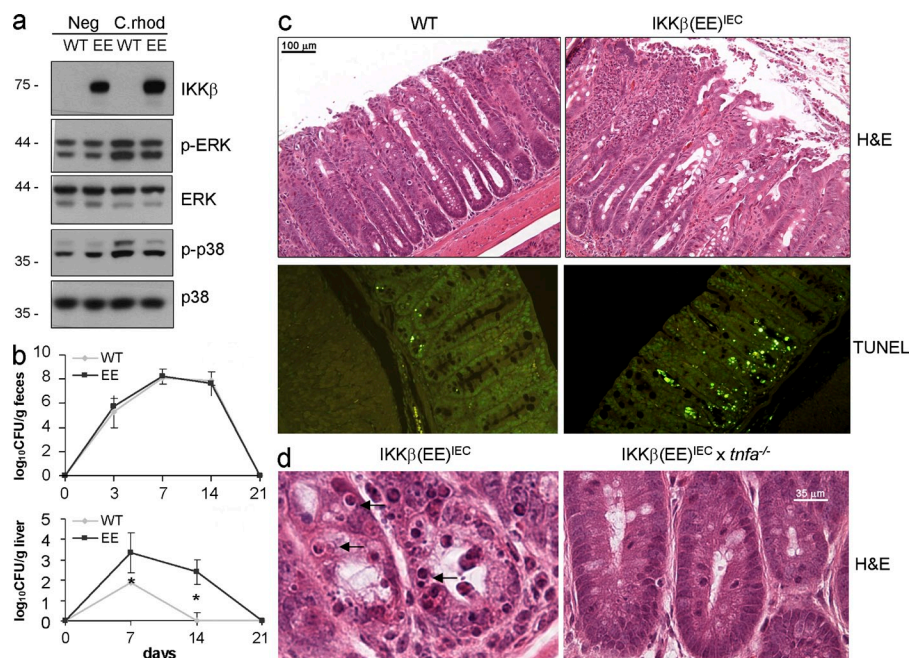 a
Neg C.rhod
WT EE WT EE
75 -
IKKβ
44 -
p-ERK
44 -
ERK
35 -
p-p38
35 -
p38
b
log₁₀CFU/g feces
10
8
6
4
2
0
WT
EE
0 3 7 14 21
log₁₀CFU/g liver
5
4
3
2
1
0
WT
EE
*
*
0 7 14 21
days
c
WT
IKKβ(EE)ᴵᴱᶜ
100 µm
H&E
TUNEL
d
IKKβ(EE)ᴵᴱᶜ
IKKβ(EE)ᴵᴱᶜ x tnfa⁻/⁻
35 µm
H&E